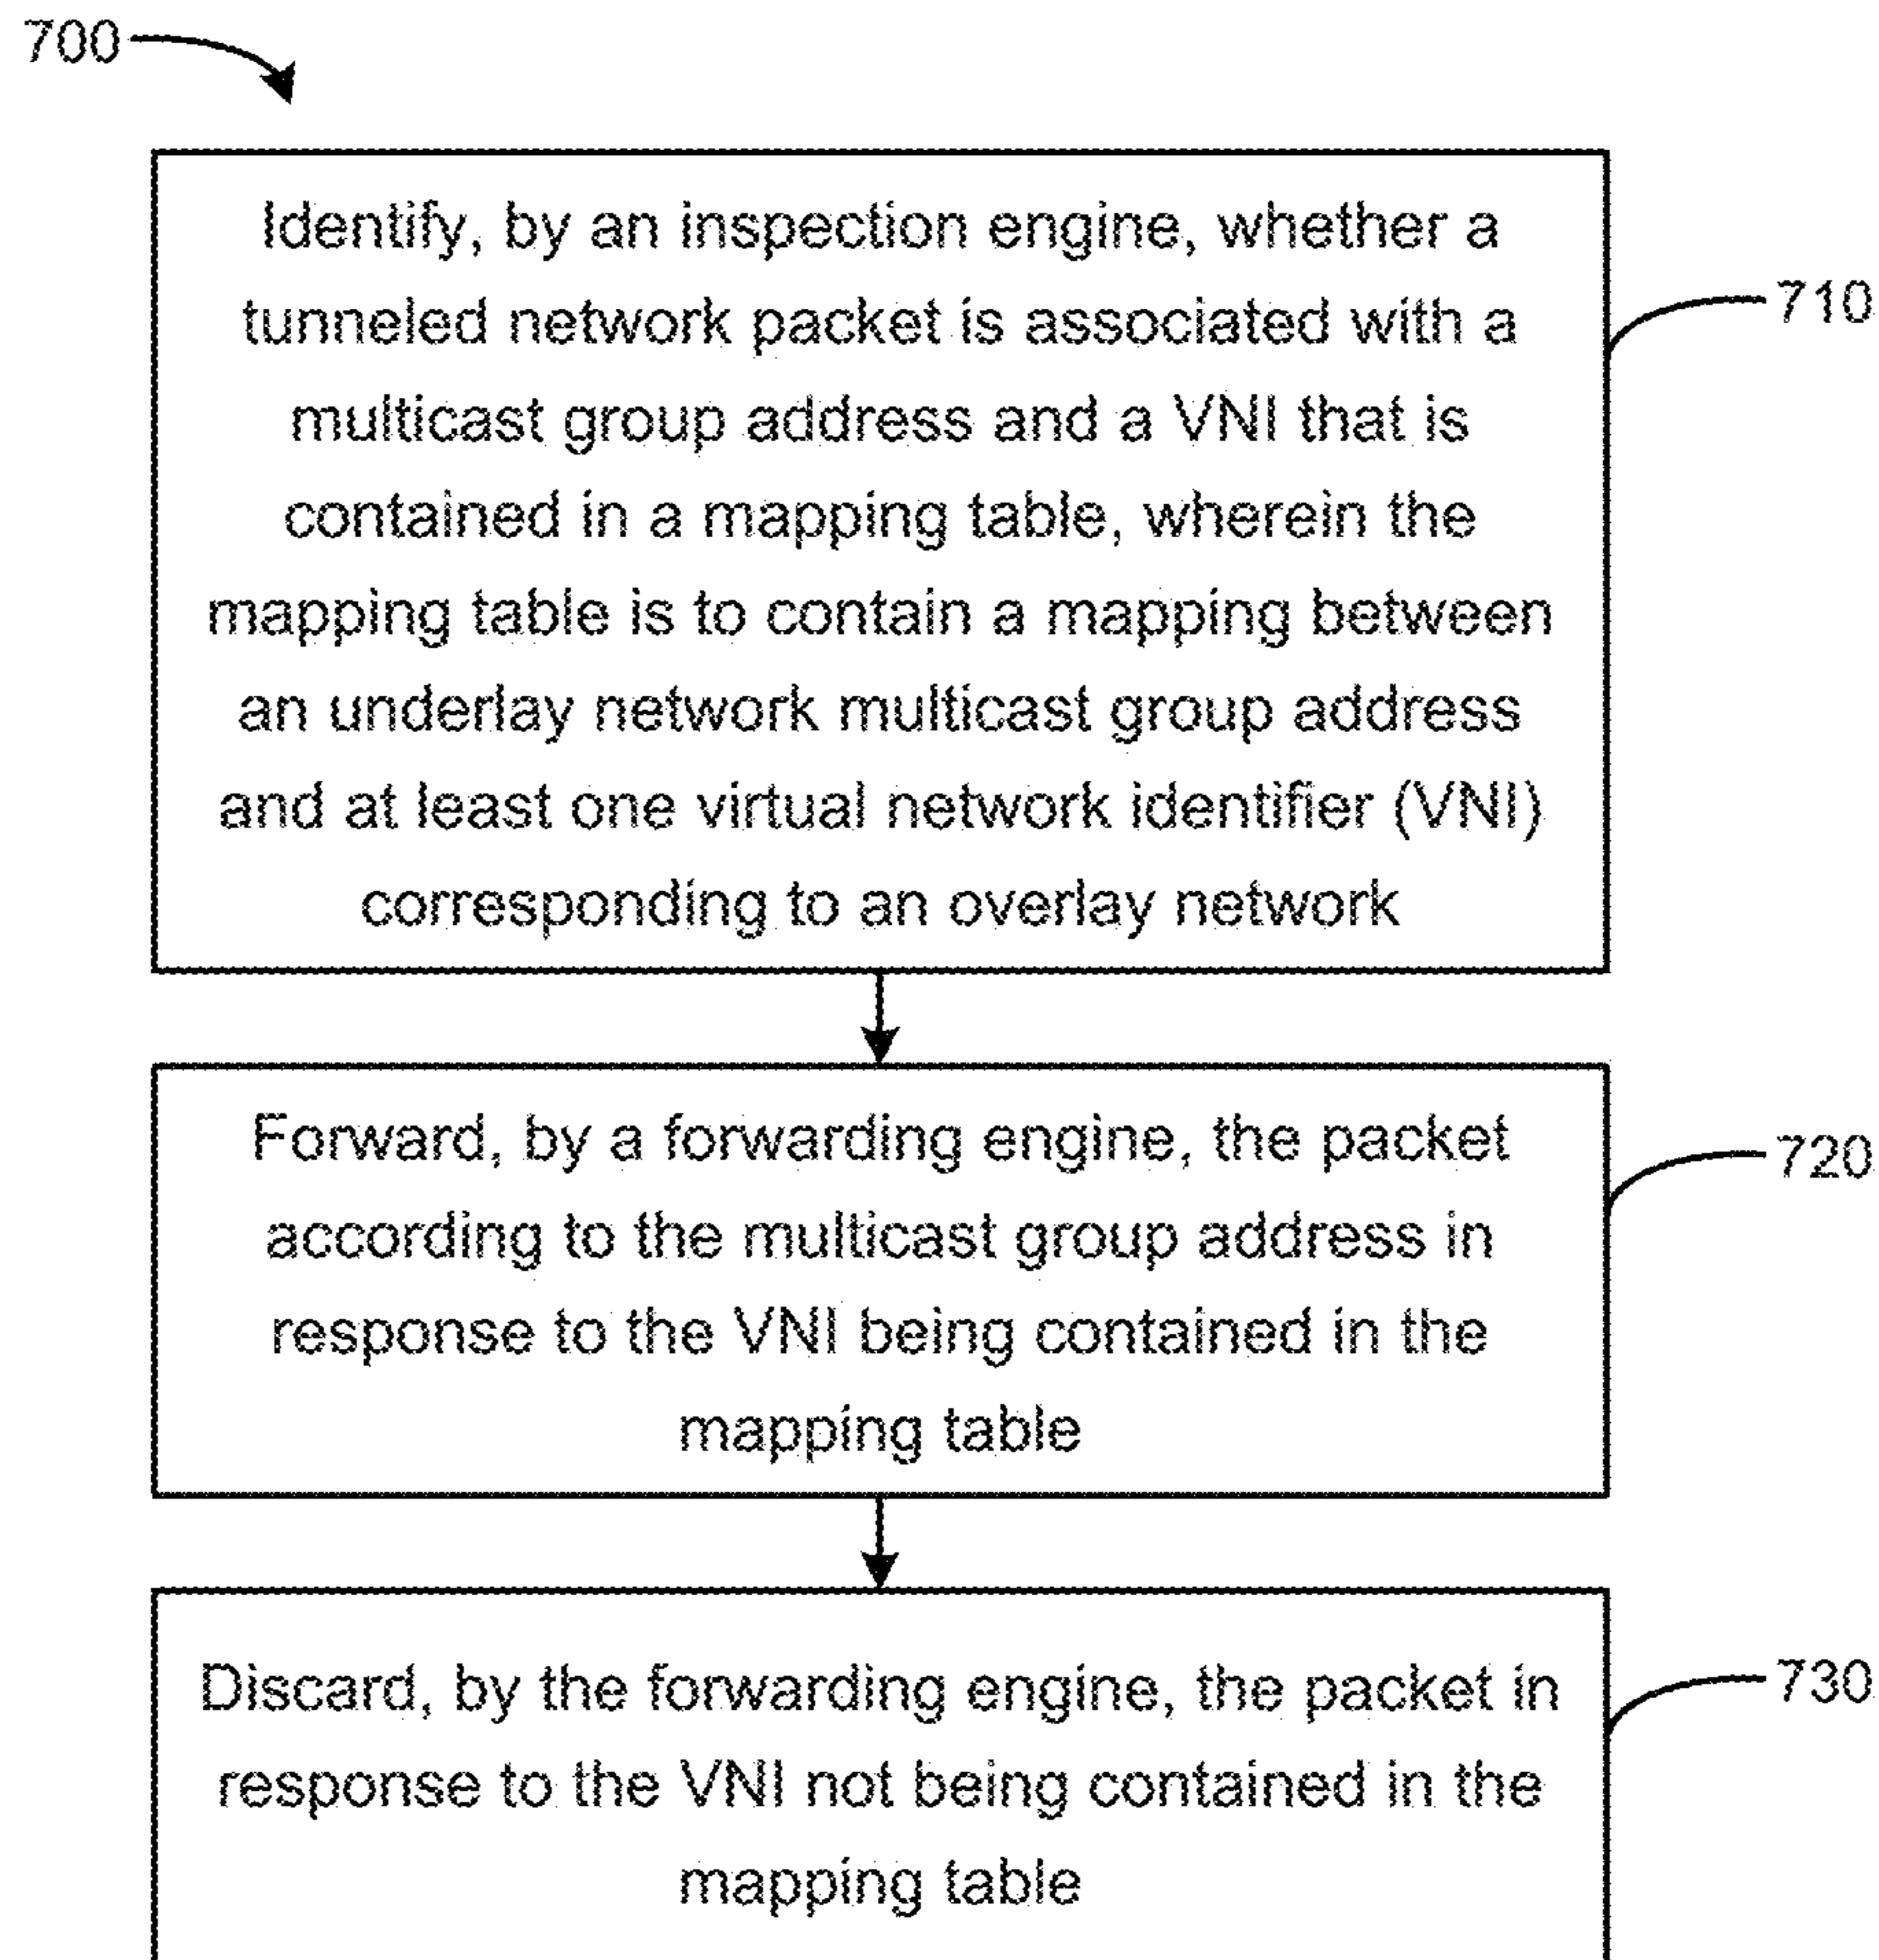 700
Identify, by an inspection engine, whether a
tunneled network packet is associated with a
multicast group address and a VNI that is
contained in a mapping table, wherein the
mapping table is to contain a mapping between
an underlay network multicast group address
and at least one virtual network identifier (VNI)
corresponding to an overlay network
710
Forward, by a forwarding engine, the packet
according to the multicast group address in
response to the VNI being contained in the
mapping table
720
Discard, by the forwarding engine, the packet in
response to the VNI not being contained in the
mapping table
730